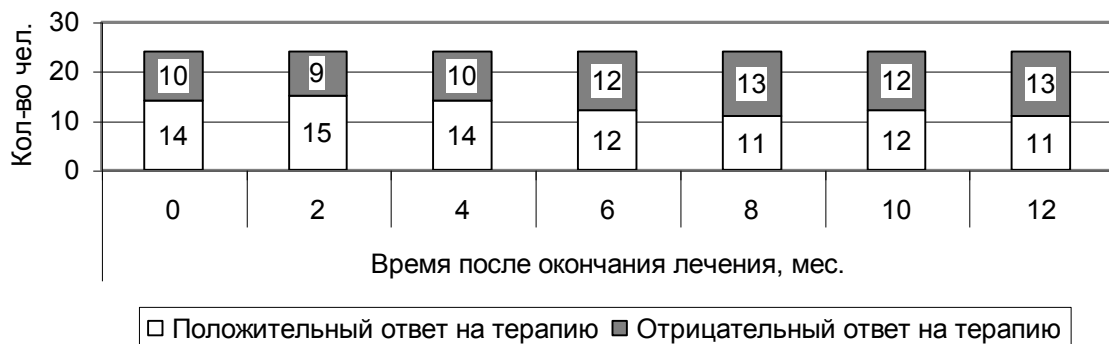 Кол-во чел.
30
20
10
0
10 9 10 12 13 12 13
14 15 14 12 11 12 11
0 2 4 6 8 10 12
Время после окончания лечения, мес.
Положительный ответ на терапию Отрицательный ответ на терапию